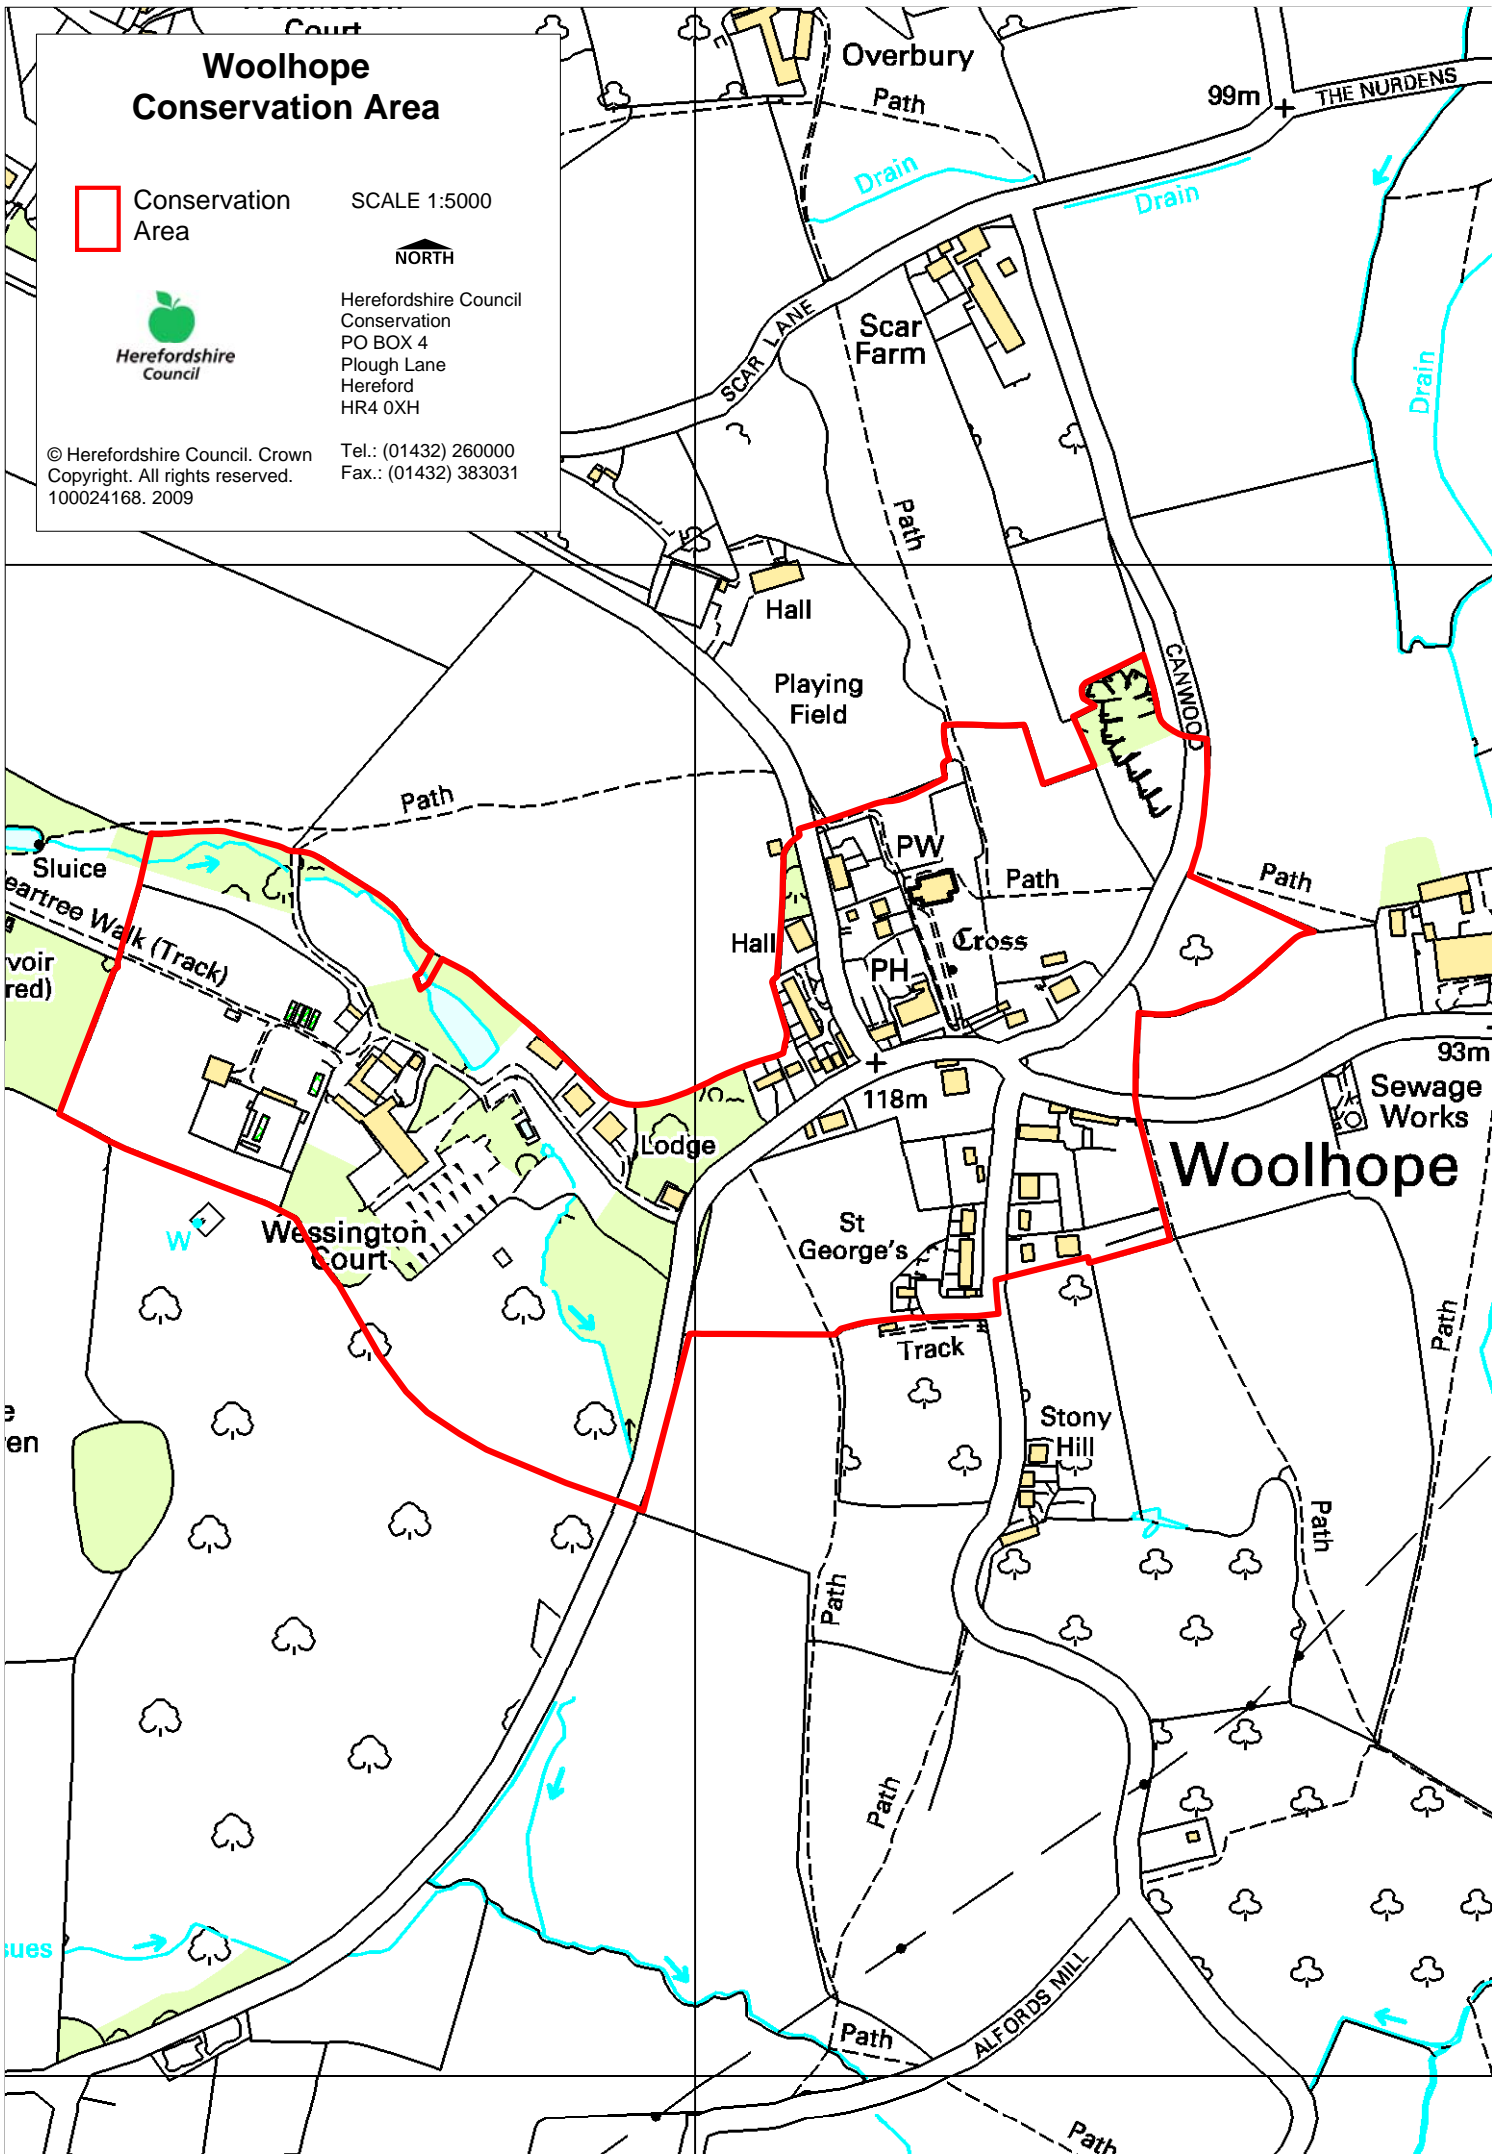 Court
Woolhope
Conservation Area
Conservation
Area
SCALE 1:5000
NORTH
Herefordshire
Council
Herefordshire Council
Conservation
PO BOX 4
Plough Lane
Hereford
HR4 0XH
© Herefordshire Council. Crown
Copyright. All rights reserved.
100024168. 2009
Tel.: (01432) 260000
Fax.: (01432) 383031
Overbury
Path
99m
THE NURDENS
Drain
Drain
Scar
Farm
SCAR LANE
Drain
Path
Hall
CANWOOD
Playing
Field
Path
Sluice
eartree Walk (Track)
PW
Path
Path
Hall
Cross
PH
voir
red)
93m
118m
Sewage
Works
Lodge
Woolhope
St
George's
W
Wessington
Court
Track
Path
Stony
Hill
e
en
Path
Path
Path
sues
ALFORDS MILL
Path
Path